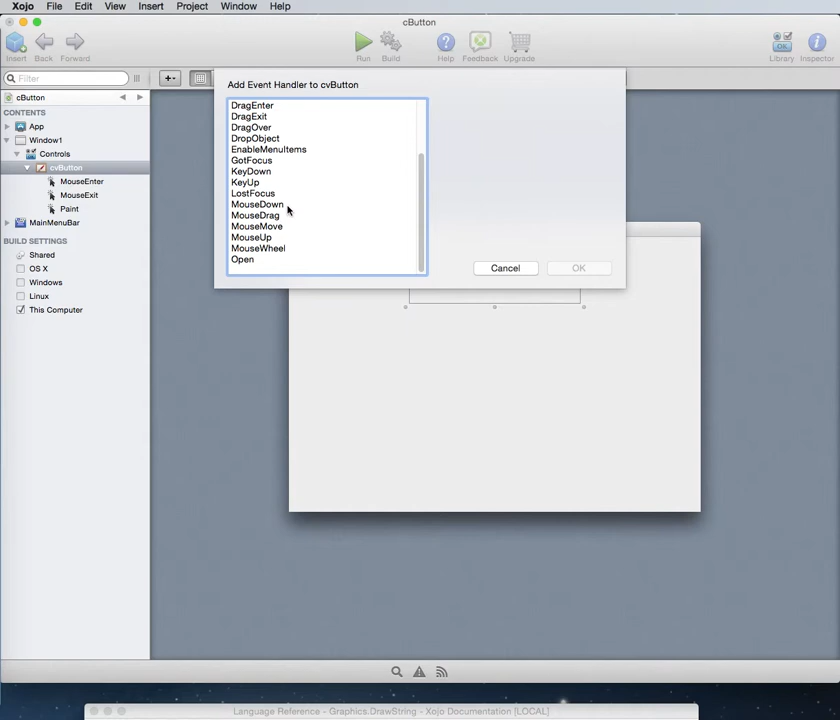 Xojo File Edit View Insert Project Window Help
cButton
Insert Back Forward Run Build Help Feedback Upgrade Library Inspector
Filter
cButton
CONTENTS
App
Window1
Controls
cvButton
MouseEnter
MouseExit
Paint
MainMenuBar
BUILD SETTINGS
Shared
OS X
Windows
Linux
This Computer
Add Event Handler to cvButton
DragEnter
DragExit
DragOver
DropObject
EnableMenuItems
GotFocus
KeyDown
KeyUp
LostFocus
MouseDown
MouseDrag
MouseMove
MouseUp
MouseWheel
Open
Cancel OK
Language Reference - Graphics.DrawString - Xojo Documentation [LOCAL]